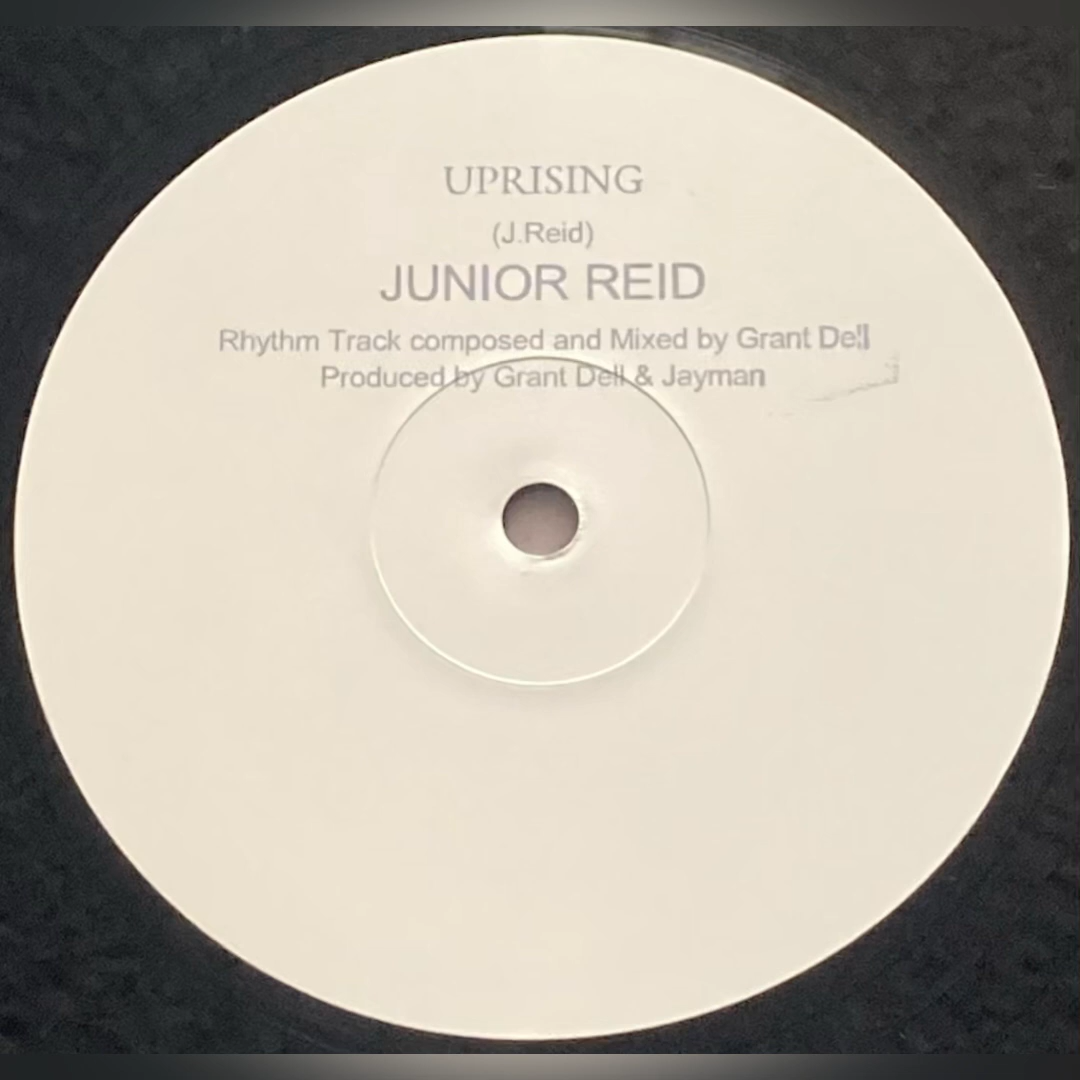 UPRISING
(J.Reid)
JUNIOR REID
Rhythm Track composed and Mixed by Grant Dell
Produced by Grant Dell & Jayman